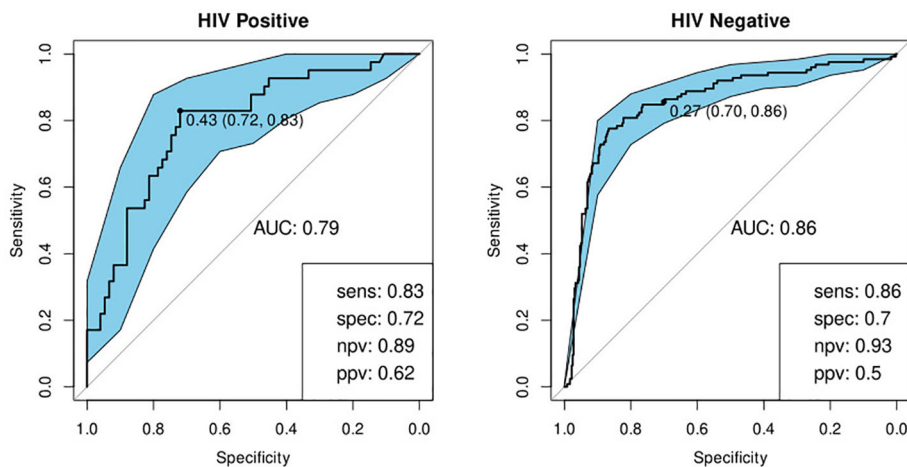 HIV Positive
Sensitivity
1.0
0.8
0.6
0.4
0.2
0.0
0.43 (0.72, 0.83)
AUC: 0.79
sens: 0.83
spec: 0.72
npv: 0.89
ppv: 0.62
1.0 0.8 0.6 0.4 0.2 0.0
Specificity
HIV Negative
Sensitivity
1.0
0.8
0.6
0.4
0.2
0.0
0.27 (0.70, 0.86)
AUC: 0.86
sens: 0.86
spec: 0.7
npv: 0.93
ppv: 0.5
1.0 0.8 0.6 0.4 0.2 0.0
Specificity